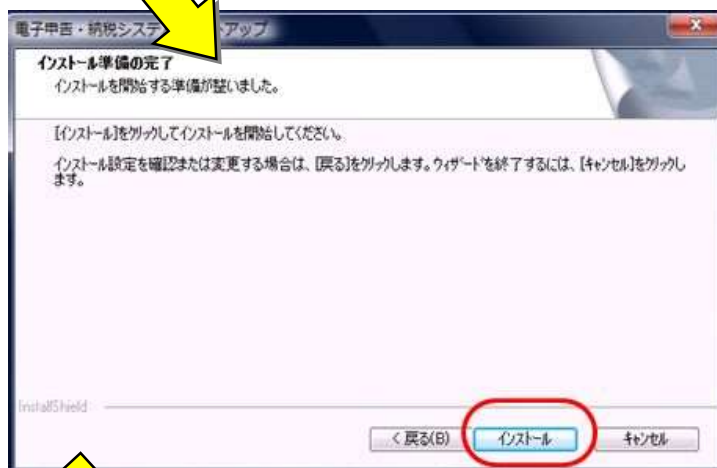 電子申告・納税システ アップ
インストール準備の完了
インストールを開始する準備が整いました。
[インストール]をクリックしてインストールを開始してください。
インストール設定を確認または変更する場合は、[戻る]をクリックします。ウィザードを終了するには、[キャンセル]をクリックし
ます。
InstallShield
< 戻る(B) インストール キャンセル